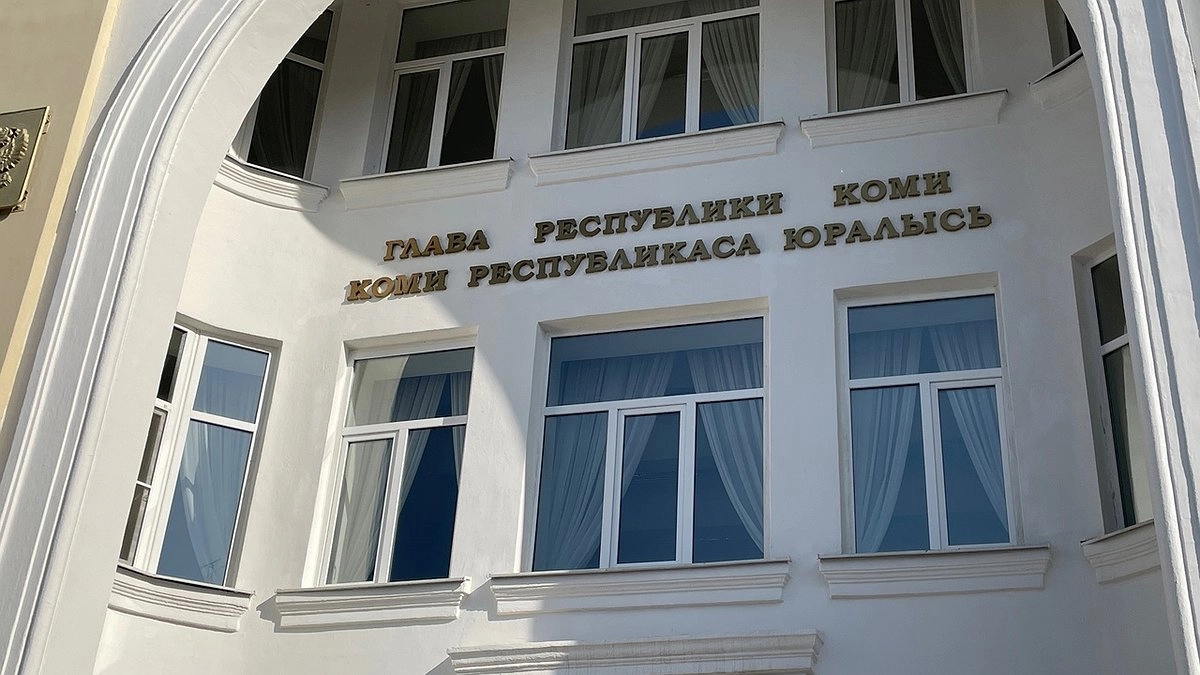 ГЛАВА РЕСПУБЛИКИ КОМИ
КОМИ РЕСПУБЛИКАСА ЮРАЛЫСЬ